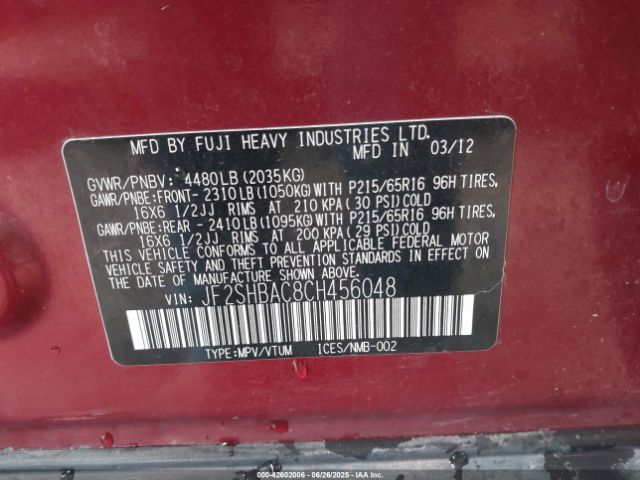 MFD BY FUJI HEAVY INDUSTRIES LTD.
MFD IN 03/12
GVWR/PNBV: 4480LB (2035KG)
GAWR/PNBE:FRONT- 2310LB(1050KG)WITH P215/65R16 96H TIRES,
16X6 1/2JJ RIMS AT 210 KPA( 30 PSI)COLD
GAWR/PNBE:REAR - 2410LB(1095KG)WITH P215/65R16 96H TIRES,
16X6 1/2JJ RIMS AT 200 KPA( 29 PSI)COLD
THIS VEHICLE CONFORMS TO ALL APPLICABLE FEDERAL MOTOR
VEHICLE SAFETY AND THEFT PREVENTION STANDARDS IN EFFECT ON
THE DATE OF MANUFACTURE SHOWN ABOVE.
VIN: JF2SHBAC8CH456048
TYPE:MPV/VTUM ICES/NMB-002
000-42602006 - 06/26/2025 - IAAI.COM